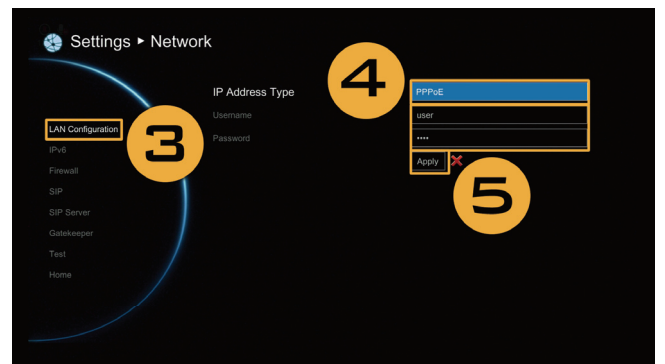 Settings ▸ Network
4
IP Address Type PPPoE
Username user
LAN Configuration
3
Password ····
IPv6
Apply
Firewall
5
SIP
SIP Server
Gatekeeper
Test
Home